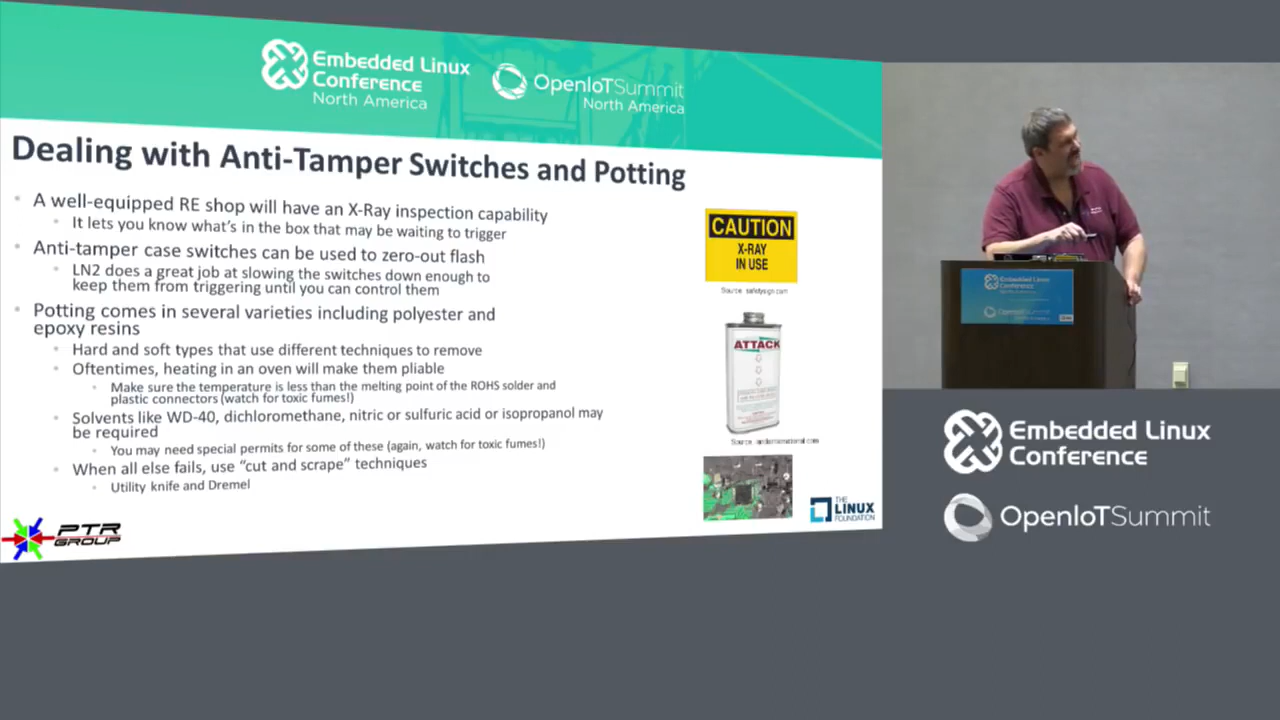 Embedded Linux
Conference
North America
OpenIoTSummit
North America
Dealing with Anti-Tamper Switches and Potting
A well-equipped RE shop will have an X-Ray inspection capability
It lets you know what's in the box that may be waiting to trigger
Anti-tamper case switches can be used to zero-out flash
LN2 does a great job at slowing the switches down enough to
keep them from triggering until you can control them
Potting comes in several varieties including polyester and
epoxy resins
Hard and soft types that use different techniques to remove
Oftentimes, heating in an oven will make them pliable
Make sure the temperature is less than the melting point of the ROHS solder and
plastic connectors (watch for toxic fumes!)
Solvents like WD-40, dichloromethane, nitric or sulfuric acid or isopropanol may
be required
You may need special permits for some of these (again, watch for toxic fumes!)
When all else fails, use "cut and scrape" techniques
Utility knife and Dremel
CAUTION
X-RAY
IN USE
Source: safetysign.com
ATTACK
PTR
GROUP
THE
LINUX
FOUNDATION
Embedded Linux
Conference
OpenIoTSummit
Embedded Linux
Conference
OpenIoTSummit